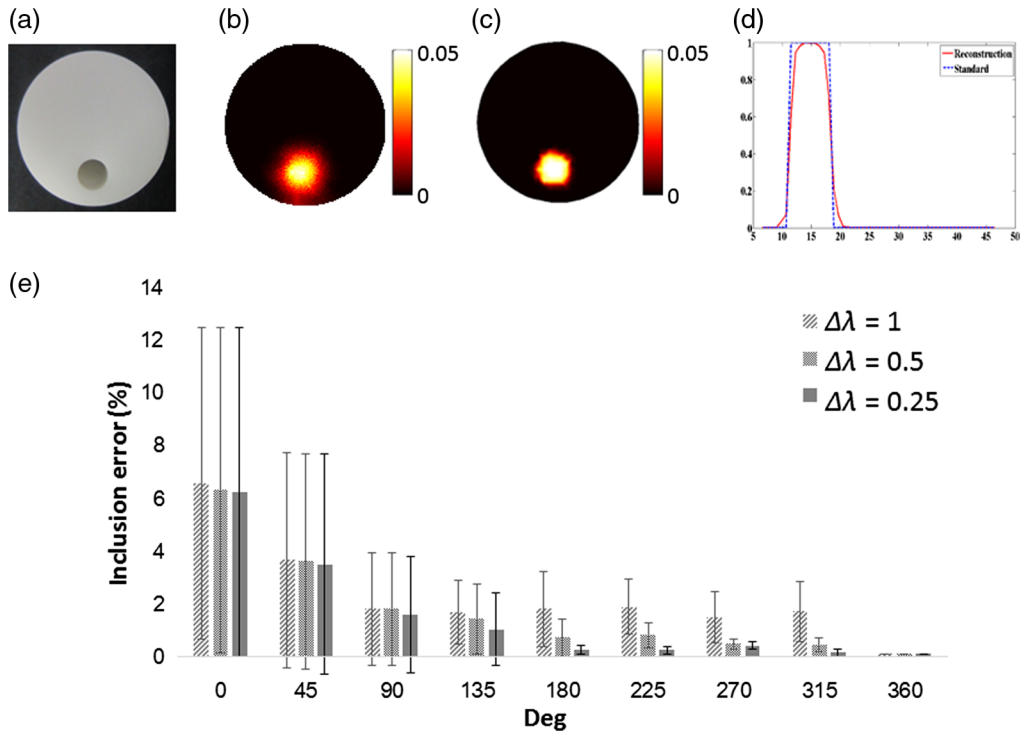 (a)
(b)
(c)
(d)
0.05
0
0.05
0
1
0.8
0.6
0.4
0.2
0
5 10 15 20 25 30 35 40 45 50
Reconstruction
Standard
(e)
14
12
10
8
6
4
2
0
Inclusion error (%)
Δλ = 1
Δλ = 0.5
Δλ = 0.25
0 45 90 135 180 225 270 315 360
Deg